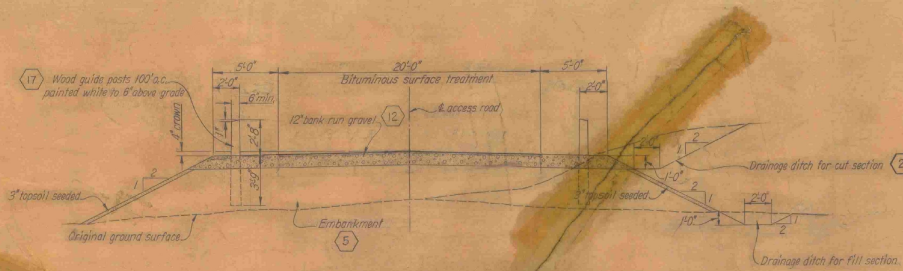 5'-0"
20'-0"
5'-0"
17
Wood guide posts 100' o.c.
painted white to 6" above grade
2'-0"
Bituminous surface treatment
2'-0"
6" min.
℄ access road
12" bank run gravel
12
2'-8"
3'-9"
2'-0"
2
1
Drainage ditch for cut section
2
1'-0"
2
1
3" topsoil seeded
3" topsoil seeded
2
1
Original ground surface
Embankment
5
1'-0"
2'-0"
1
2
Drainage ditch for fill section